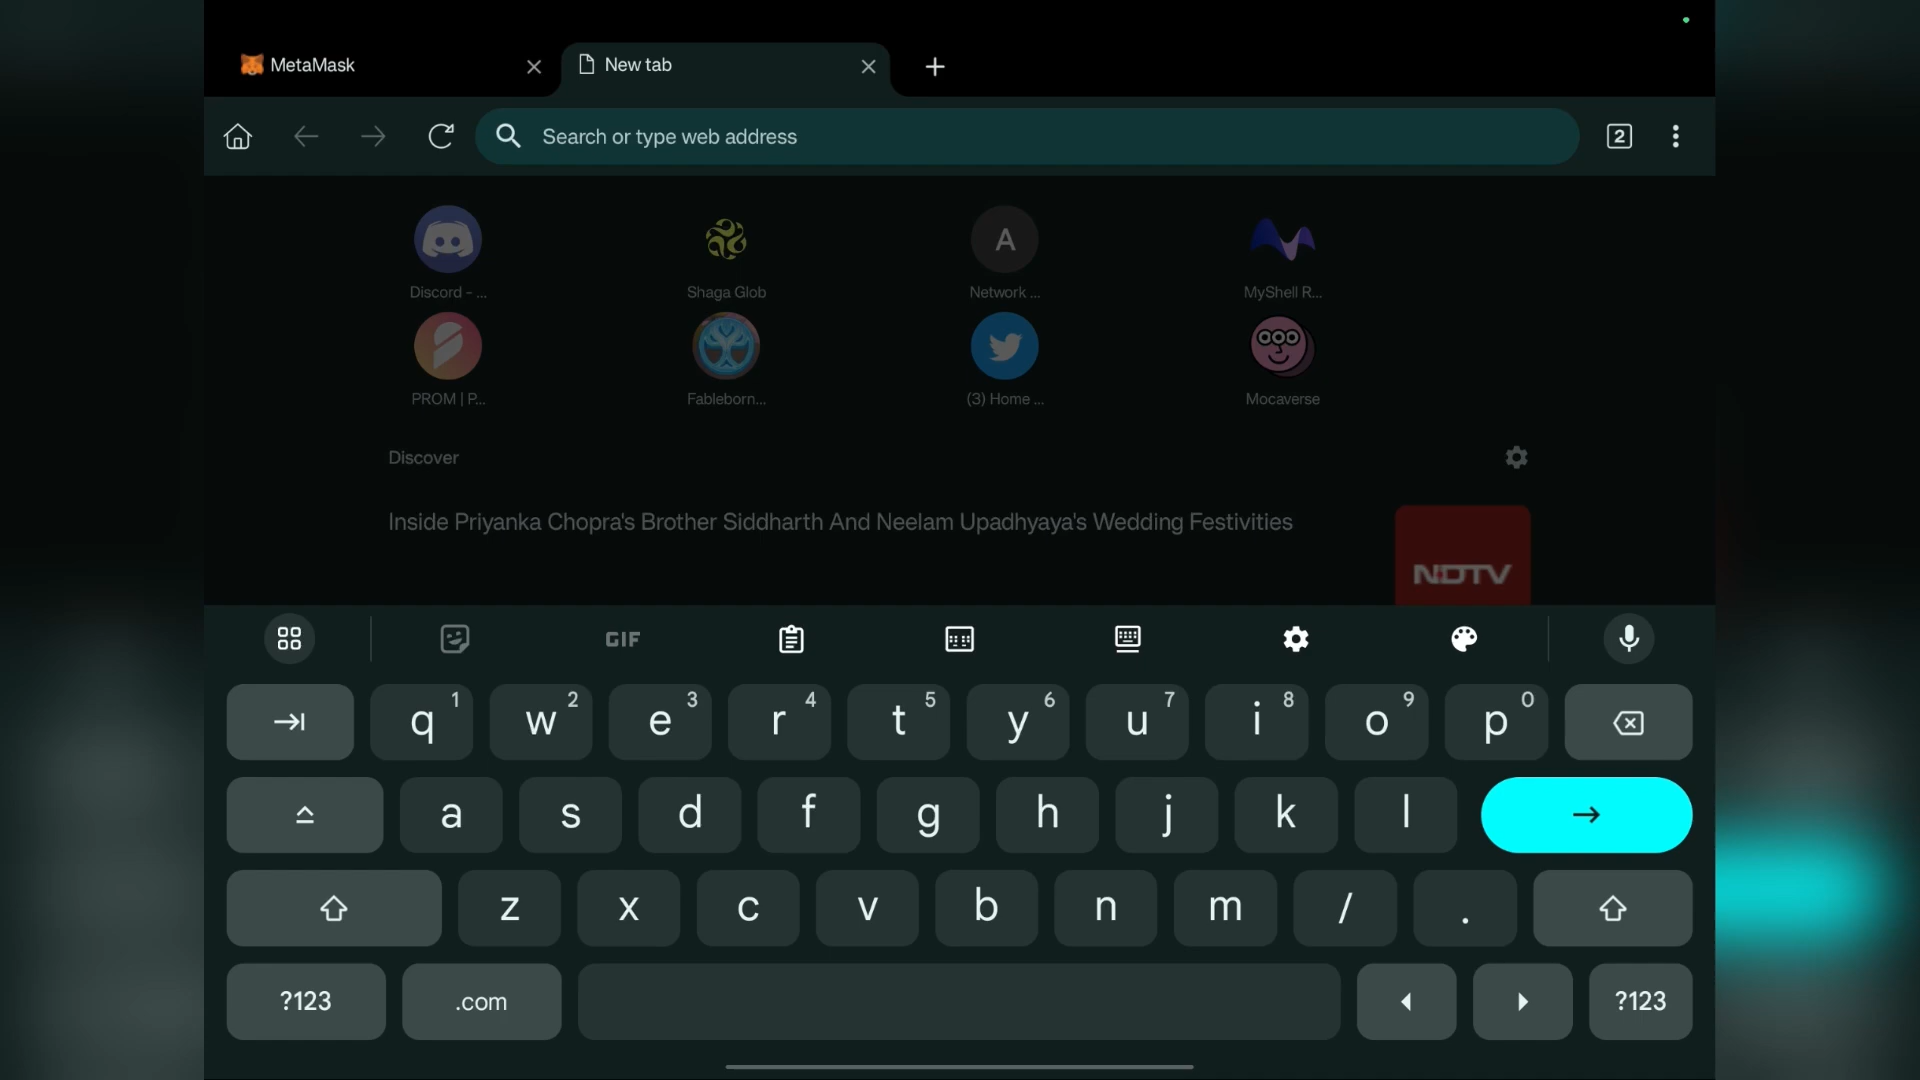 MetaMask
New tab
Search or type web address
2
A
Discord - ...
Shaga Glob
Network ...
MyShell R...
PROM | P...
Fableborn...
(3) Home ...
Mocaverse
Discover
Inside Priyanka Chopra's Brother Siddharth And Neelam Upadhyaya's Wedding Festivities
NDTV
GIF
q 1 w 2 e 3 r 4 t 5 y 6 u 7 i 8 o 9 p 0
a s d f g h j k l
z x c v b n m / .
?123 .com ?123